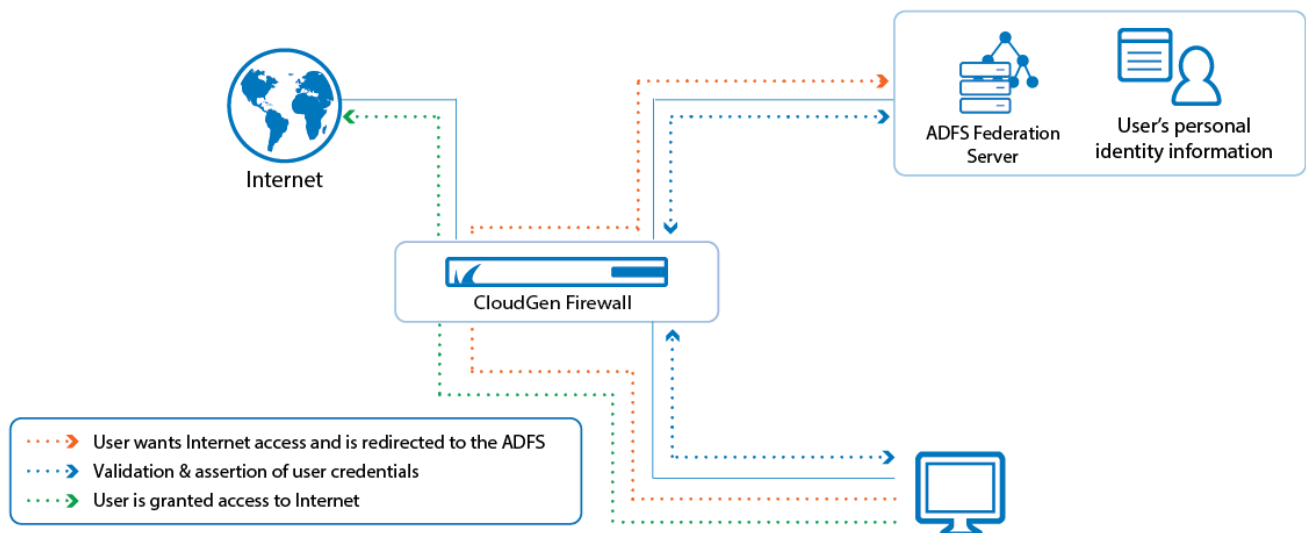 Internet
ADFS Federation
Server
User's personal
identity information
CloudGen Firewall
User wants Internet access and is redirected to the ADFS
Validation & assertion of user credentials
User is granted access to Internet